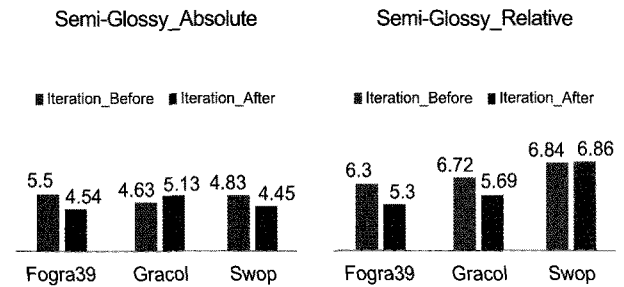 Semi-Glossy_Absolute
Iteration_Before Iteration_After
5.5 4.54 4.63 5.13 4.83 4.45
Fogra39 Gracol Swop
Semi-Glossy_Relative
Iteration_Before Iteration_After
6.3 5.3 6.72 5.69 6.84 6.86
Fogra39 Gracol Swop